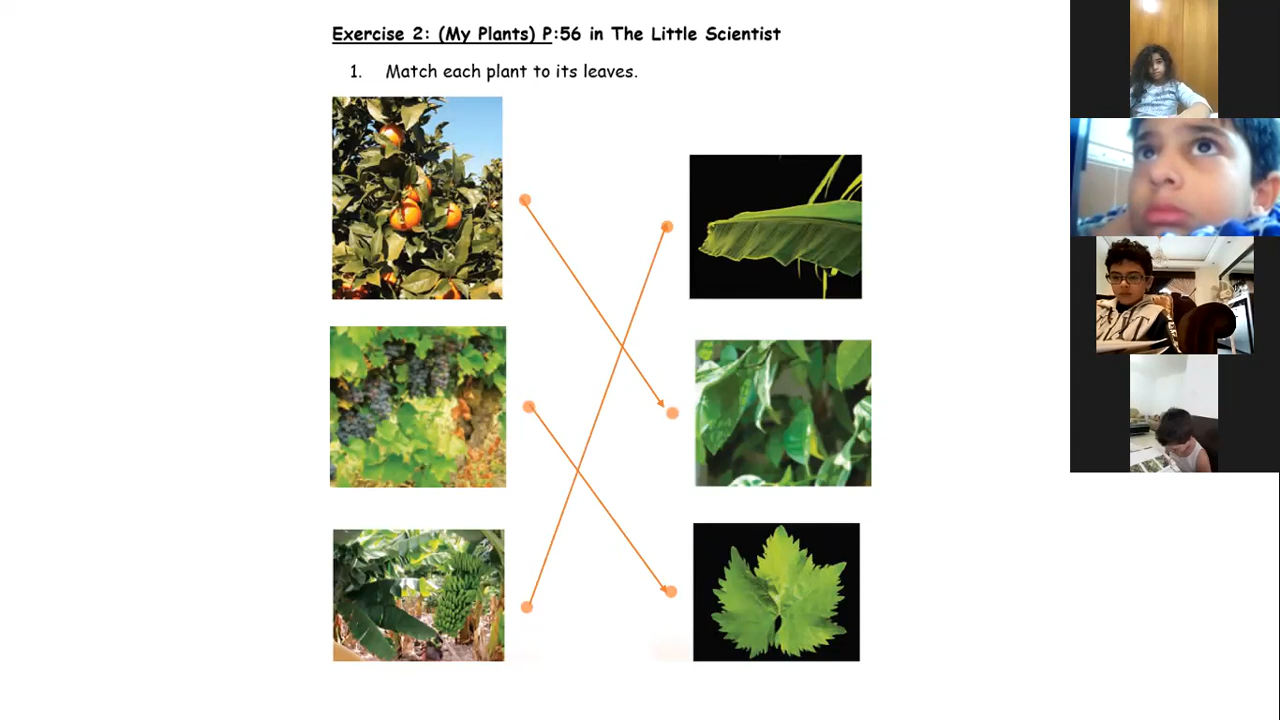 Exercise 2: (My Plants) P:56 in The Little Scientist
1. Match each plant to its leaves.